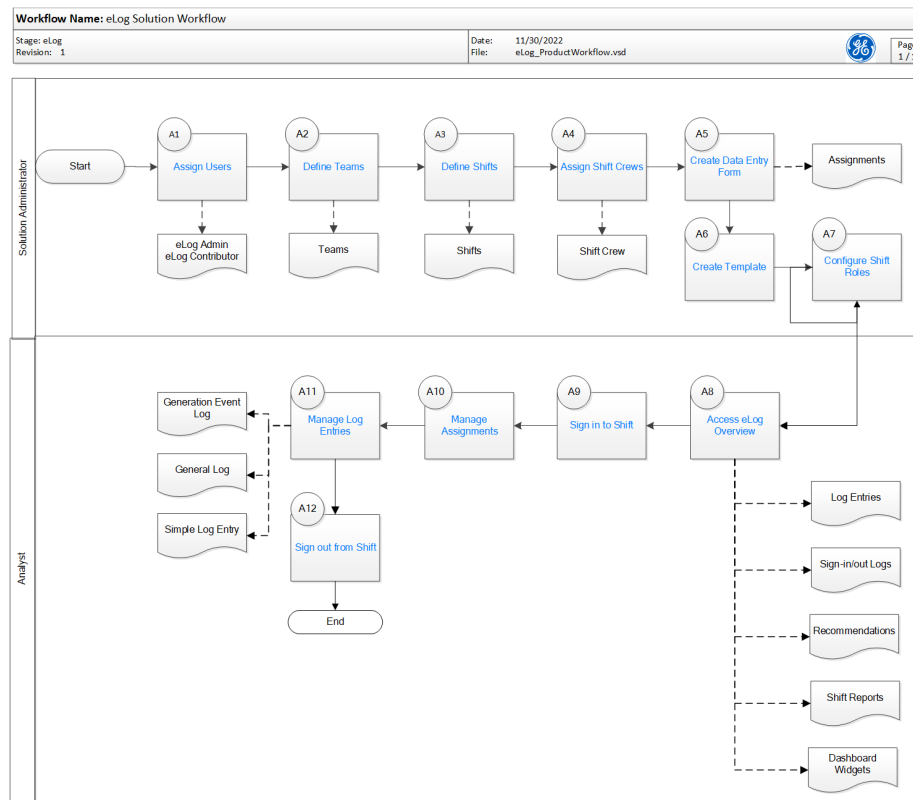 Workflow Name: eLog Solution Workflow
Stage: eLog
Revision: 1
Date: 11/30/2022
File: eLog_ProductWorkflow.vsd
GE
Page
1 /
Solution Administrator
Start
A1
Assign Users
A2
Define Teams
A3
Define Shifts
A4
Assign Shift Crews
A5
Create Data Entry
Form
Assignments
eLog Admin
eLog Contributor
Teams
Shifts
Shift Crew
A6
Create Template
A7
Configure Shift
Roles
Analyst
Generation Event
Log
General Log
Simple Log Entry
A11
Manage Log
Entries
A10
Manage
Assignments
A9
Sign in to Shift
A8
Access eLog
Overview
A12
Sign out from Shift
End
Log Entries
Sign-in/out Logs
Recommendations
Shift Reports
Dashboard
Widgets